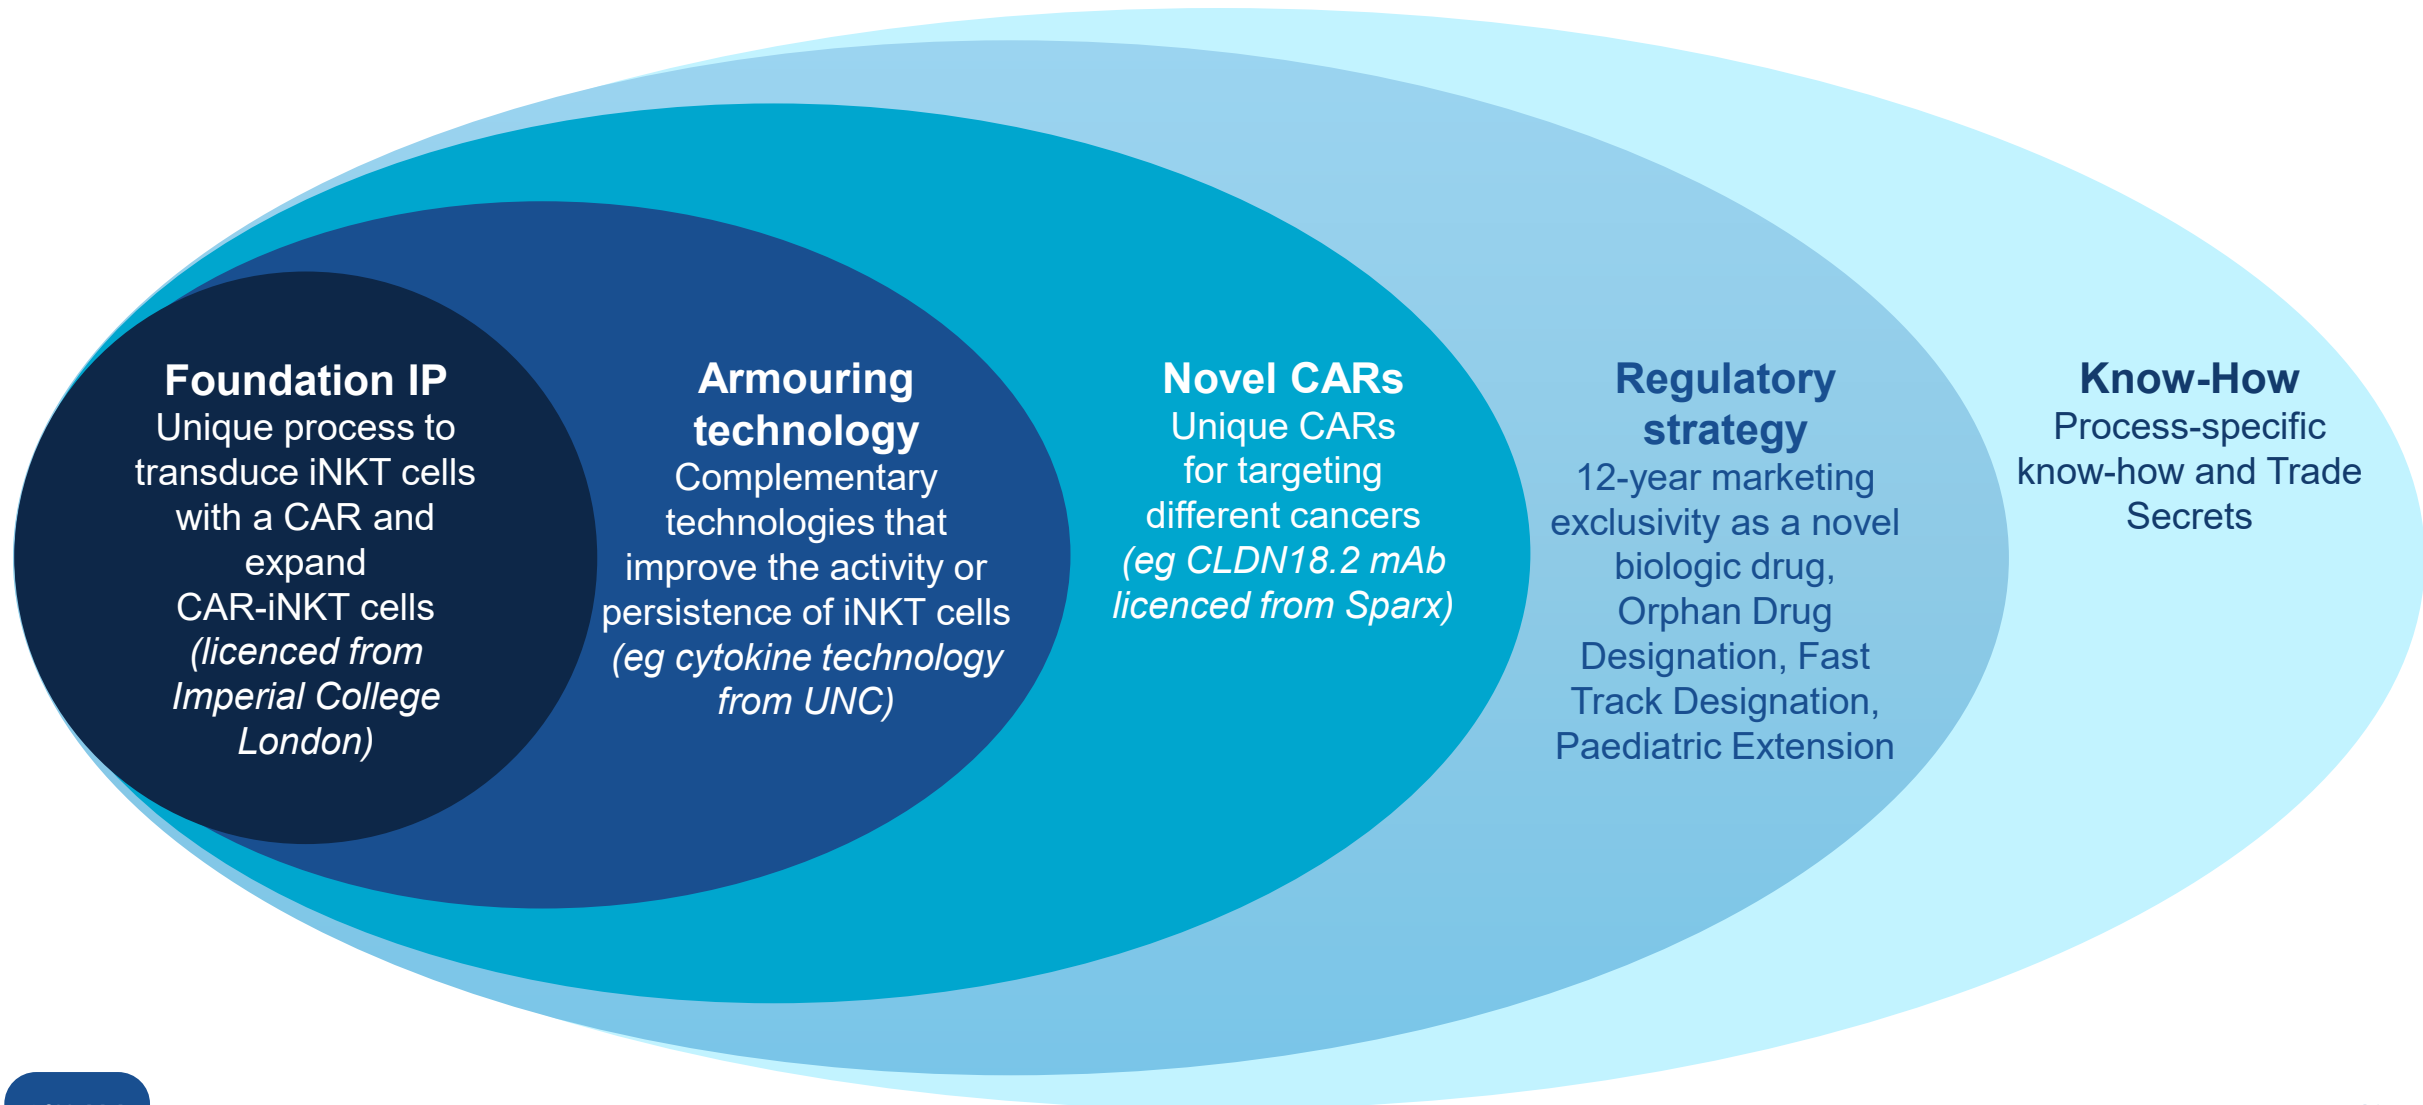 Foundation IP
Unique process to
transduce iNKT cells
with a CAR and
expand
CAR-iNKT cells
(licenced from
Imperial College
London)
Armouring
technology
Complementary
technologies that
improve the activity or
persistence of iNKT cells
(eg cytokine technology
from UNC)
Novel CARs
Unique CARs
for targeting
different cancers
(eg CLDN18.2 mAb
licenced from Sparx)
Regulatory
strategy
12-year marketing
exclusivity as a novel
biologic drug,
Orphan Drug
Designation, Fast
Track Designation,
Paediatric Extension
Know-How
Process-specific
know-how and Trade
Secrets